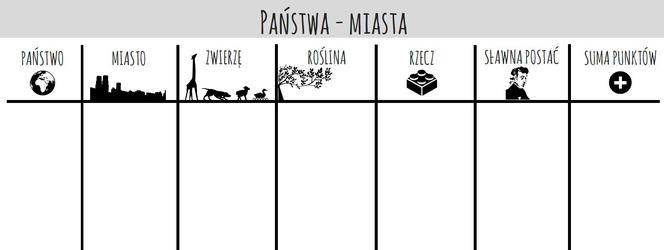 PAŃSTWA - MIASTA
PAŃSTWO MIASTO ZWIERZĘ ROŚLINA RZECZ SŁAWNA POSTAĆ SUMA PUNKTÓW